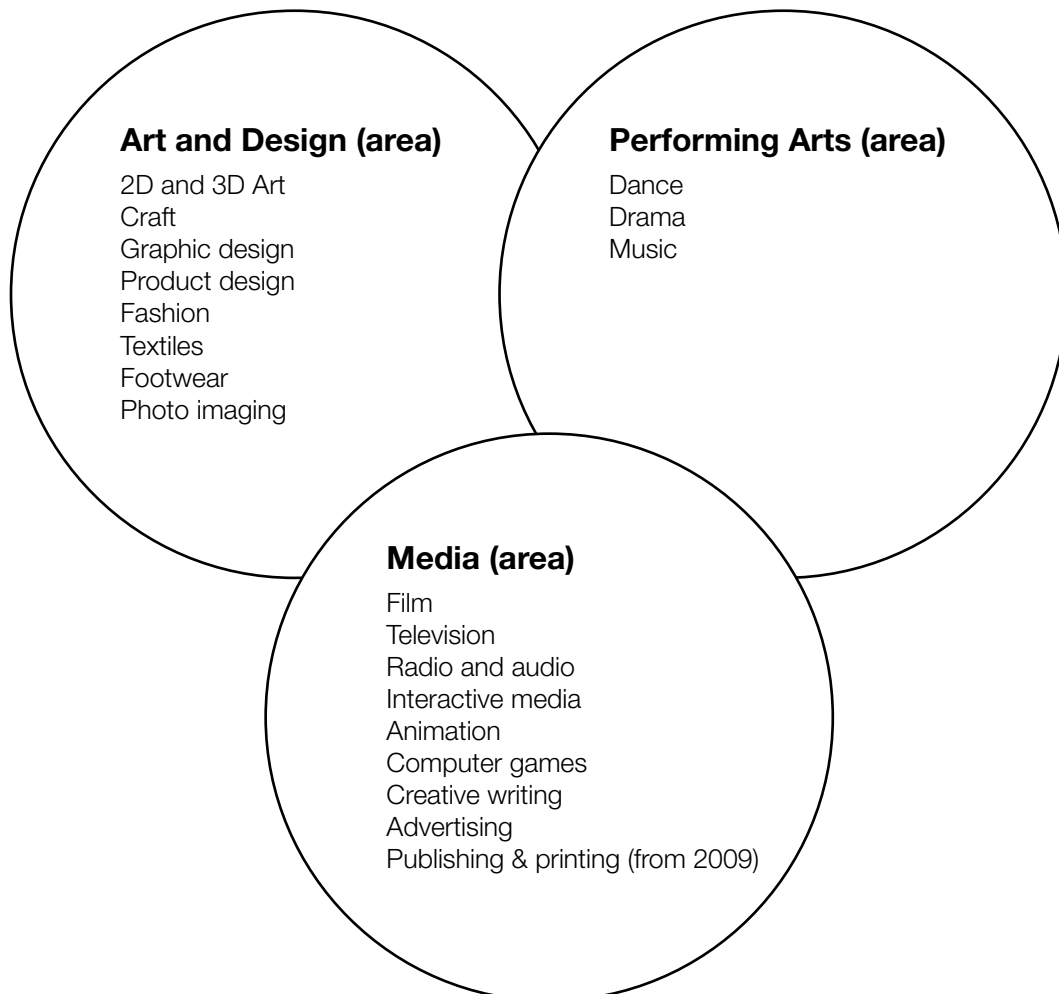 Art and Design (area)
2D and 3D Art
Craft
Graphic design
Product design
Fashion
Textiles
Footwear
Photo imaging
Performing Arts (area)
Dance
Drama
Music
Media (area)
Film
Television
Radio and audio
Interactive media
Animation
Computer games
Creative writing
Advertising
Publishing & printing (from 2009)